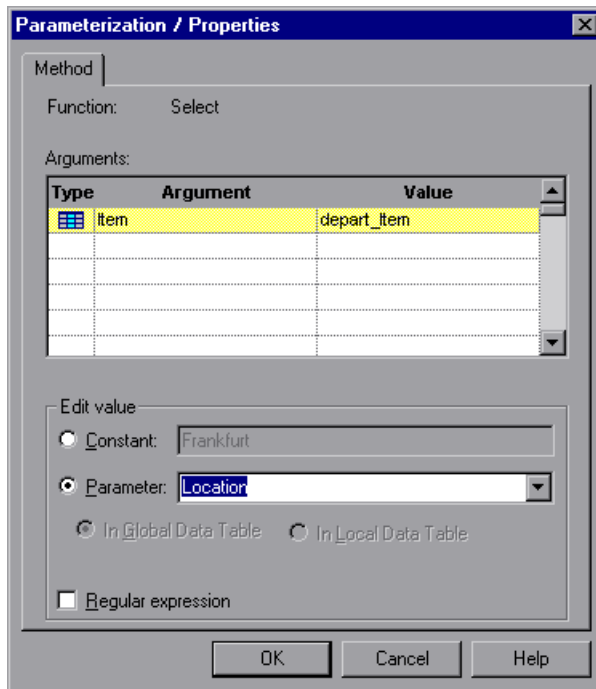 Parameterization / Properties
Method
Function: Select
Arguments:
Type Argument Value
Item depart_Item
Edit value
Constant: Frankfurt
Parameter: Location
In Global Data Table In Local Data Table
Regular expression
OK Cancel Help